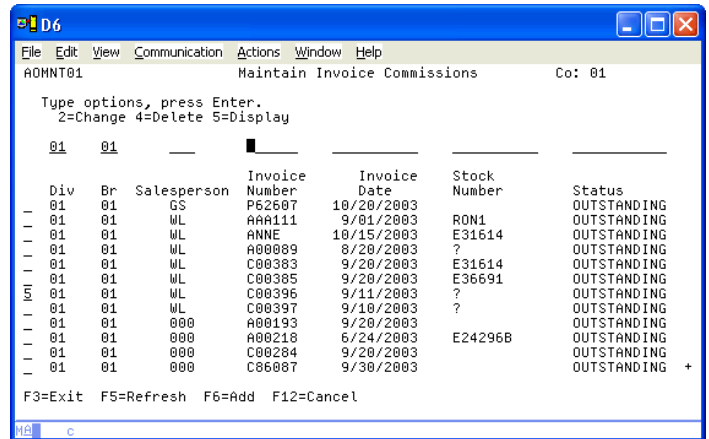 D6
File Edit View Communication Actions Window Help
AOMNT01 Maintain Invoice Commissions Co: 01
Type options, press Enter.
2=Change 4=Delete 5=Display
01 01
Invoice Invoice Stock
Div Br Salesperson Number Date Number Status
01 01 GS P62607 10/20/2003 OUTSTANDING
01 01 WL AAA111 9/01/2003 RON1 OUTSTANDING
01 01 WL ANNE 10/15/2003 E31614 OUTSTANDING
01 01 WL A00089 8/20/2003 ? OUTSTANDING
01 01 WL C00383 9/20/2003 E31614 OUTSTANDING
01 01 WL C00385 9/20/2003 E36691 OUTSTANDING
5 01 01 WL C00396 9/11/2003 ? OUTSTANDING
01 01 WL C00397 9/10/2003 ? OUTSTANDING
01 01 000 A00193 9/20/2003 OUTSTANDING
01 01 000 A00218 6/24/2003 E24296B OUTSTANDING
01 01 000 C00284 9/20/2003 OUTSTANDING
01 01 000 C86087 9/30/2003 OUTSTANDING +
F3=Exit F5=Refresh F6=Add F12=Cancel
MA c